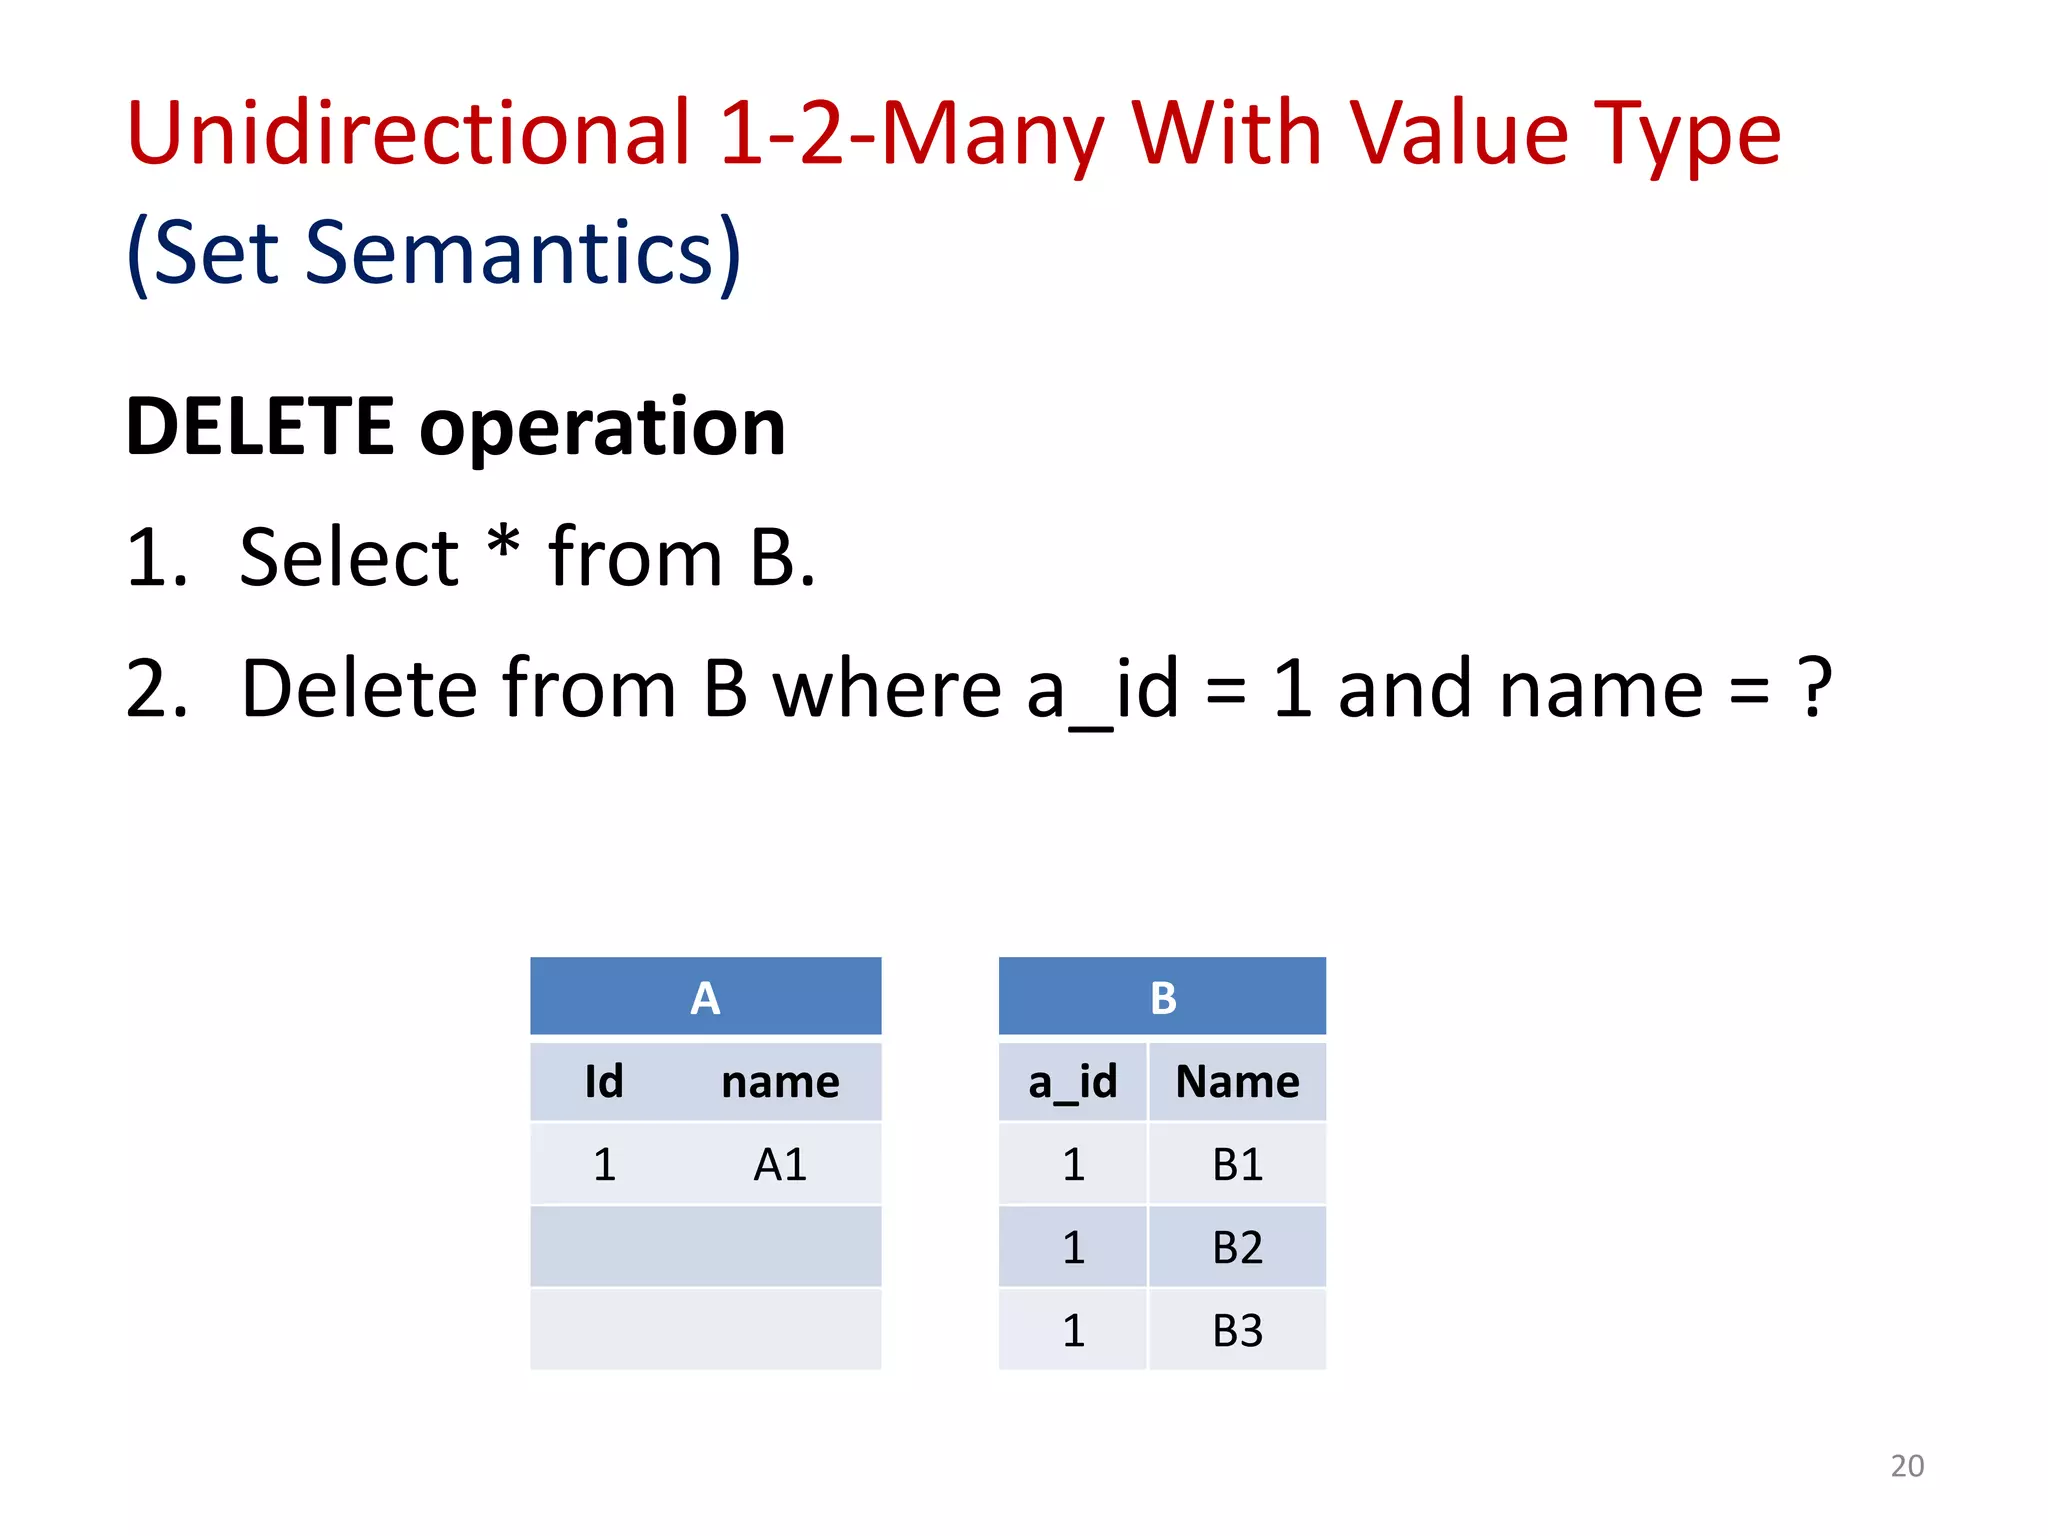 Unidirectional 1-2-Many With Value Type
(Set Semantics)
DELETE operation
1. Select * from B.
2. Delete from B where a_id = 1 and name = ?
A
Id name
1 A1
B
a_id Name
1 B1
1 B2
1 B3
20